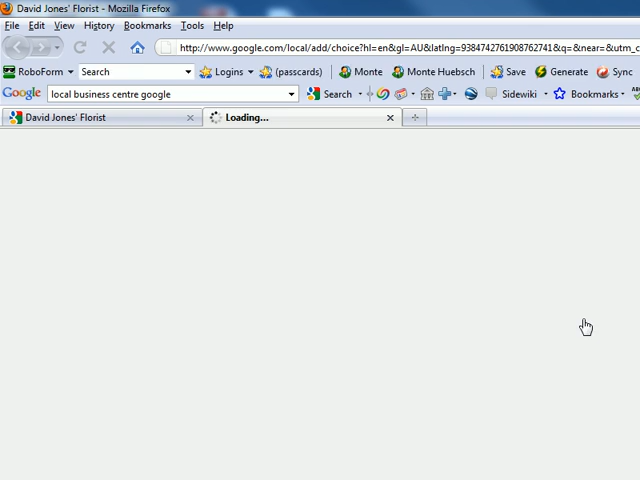 David Jones' Florist - Mozilla Firefox
File Edit View History Bookmarks Tools Help
http://www.google.com/local/add/choice?hl=en&gl=AU&latlng=9384742761908762741&q=&near=&utm_c
RoboForm Search Logins (passcards) Monte Monte Huebsch Save Generate Sync
Google local business centre google Search Sidewiki Bookmarks
David Jones' Florist Loading...